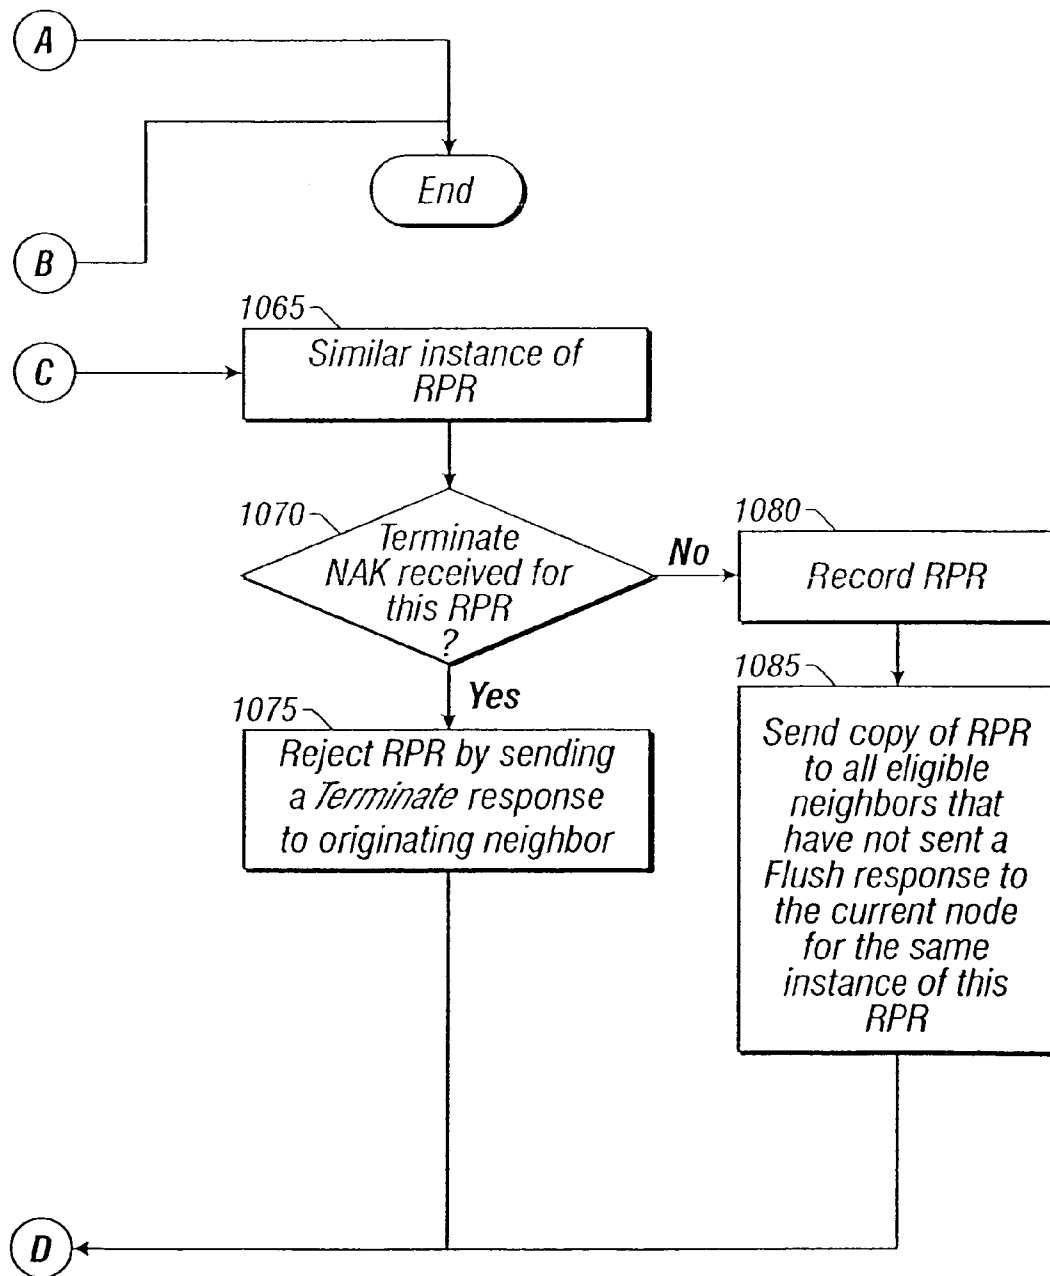 A
End
B
1065
C
Similar instance of
RPR
1070
Terminate
NAK received for
this RPR
?
No
1080
Record RPR
Yes
1075
Reject RPR by sending
a Terminate response
to originating neighbor
1085
Send copy of RPR
to all eligible
neighbors that
have not sent a
Flush response to
the current node
for the same
instance of this
RPR
D